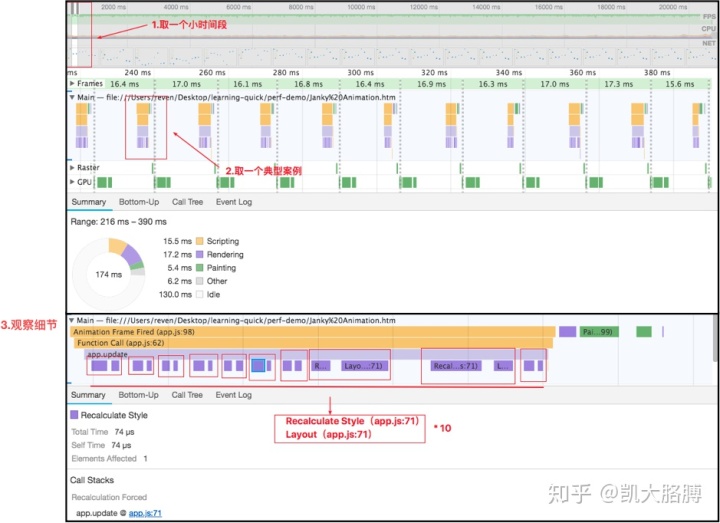 2000 ms 4000 ms 6000 ms 8000 ms 10000 ms 12000 ms 14000 ms 16000 ms 18000 ms 20000 ms
FPS
1.取一个小时间段
CPU
NET
ms 240 ms 260 ms 280 ms 300 ms 320 ms 340 ms 360 ms 380 ms
Frames 16.4 ms 17.0 ms 16.1 ms 16.8 ms 16.4 ms 16.9 ms 16.3 ms 17.0 ms 17.3 ms 15.6 ms
Main — file:///Users/reven/Desktop/learning-quick/perf-demo/Janky%20Animation.htm
2.取一个典型案例
Raster
GPU
Summary Bottom-Up Call Tree Event Log
Range: 216 ms – 390 ms
15.5 ms Scripting
17.2 ms Rendering
5.4 ms Painting
6.2 ms Other
130.0 ms Idle
174 ms
3.观察细节
Main — file:///Users/reven/Desktop/learning-quick/perf-demo/Janky%20Animation.htm
Animation Frame Fired (app.js:98) Pai...99)
Function Call (app.js:62)
app.update
R... Layo...:71) Recal...s:71) L...
Summary Bottom-Up Call Tree Event Log
Recalculate Style
Recalculate Style（app.js:71）
Layout（app.js:71）
*10
Total Time 74 μs
Self Time 74 μs
Elements Affected 1
Call Stacks
Recalculation Forced
app.update @ app.js:71
知乎 @凯大胳膊